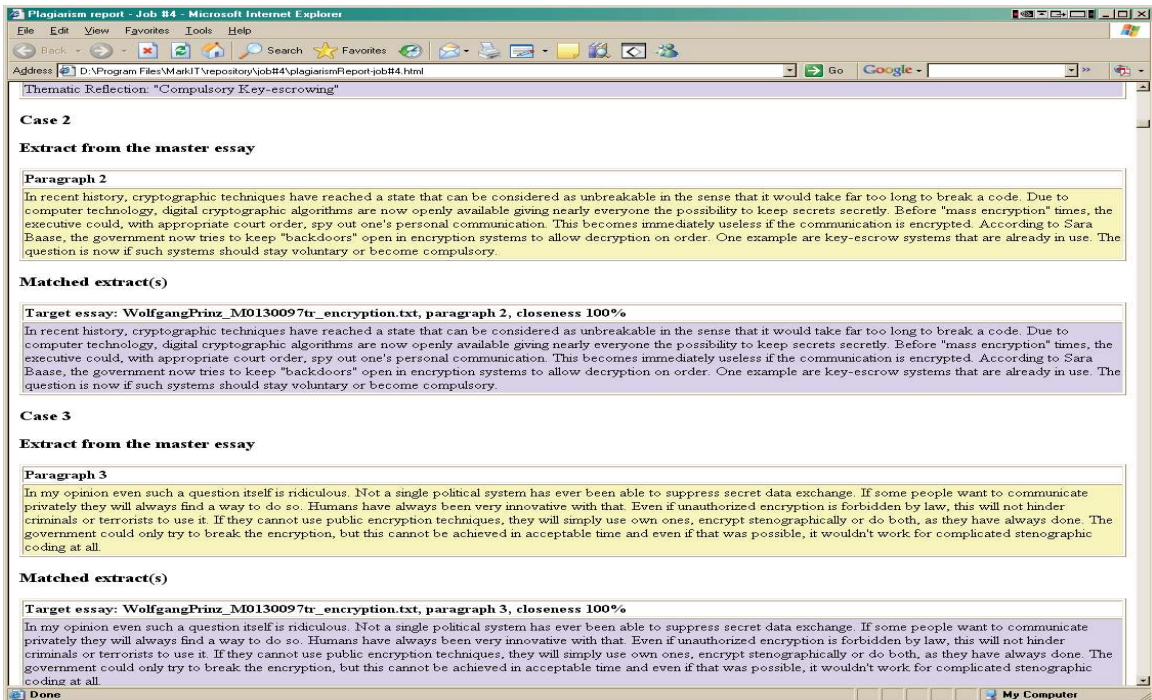 Plagiarism report - Job #4 - Microsoft Internet Explorer
File Edit View Favorites Tools Help
Back Search Favorites
Address D:\Program Files\MarkIT\repository\job#4\plagiarismReport-job#4.html Go Google
Thematic Reflection: "Compulsory Key-escrowing"
Case 2
Extract from the master essay
Paragraph 2
In recent history, cryptographic techniques have reached a state that can be considered as unbreakable in the sense that it would take far too long to break a code. Due to
computer technology, digital cryptographic algorithms are now openly available giving nearly everyone the possibility to keep secrets secretly. Before "mass encryption" times, the
executive could, with appropriate court order, spy out one's personal communication. This becomes immediately useless if the communication is encrypted. According to Sara
Baase, the government now tries to keep "backdoors" open in encryption systems to allow decryption on order. One example are key-escrow systems that are already in use. The
question is now if such systems should stay voluntary or become compulsory.
Matched extract(s)
Target essay: WolfgangPrinz_M0130097tr_encryption.txt, paragraph 2, closeness 100%
In recent history, cryptographic techniques have reached a state that can be considered as unbreakable in the sense that it would take far too long to break a code. Due to
computer technology, digital cryptographic algorithms are now openly available giving nearly everyone the possibility to keep secrets secretly. Before "mass encryption" times, the
executive could, with appropriate court order, spy out one's personal communication. This becomes immediately useless if the communication is encrypted. According to Sara
Baase, the government now tries to keep "backdoors" open in encryption systems to allow decryption on order. One example are key-escrow systems that are already in use. The
question is now if such systems should stay voluntary or become compulsory.
Case 3
Extract from the master essay
Paragraph 3
In my opinion even such a question itself is ridiculous. Not a single political system has ever been able to suppress secret data exchange. If some people want to communicate
privately they will always find a way to do so. Humans have always been very innovative with that. Even if unauthorized encryption is forbidden by law, this will not hinder
criminals or terrorists to use it. If they cannot use public encryption techniques, they will simply use own ones, encrypt stenographically or do both, as they have always done. The
government could only try to break the encryption, but this cannot be achieved in acceptable time and even if that was possible, it wouldn't work for complicated stenographic
coding at all.
Matched extract(s)
Target essay: WolfgangPrinz_M0130097tr_encryption.txt, paragraph 3, closeness 100%
In my opinion even such a question itself is ridiculous. Not a single political system has ever been able to suppress secret data exchange. If some people want to communicate
privately they will always find a way to do so. Humans have always been very innovative with that. Even if unauthorized encryption is forbidden by law, this will not hinder
criminals or terrorists to use it. If they cannot use public encryption techniques, they will simply use own ones, encrypt stenographically or do both, as they have always done. The
government could only try to break the encryption, but this cannot be achieved in acceptable time and even if that was possible, it wouldn't work for complicated stenographic
coding at all.
Done My Computer